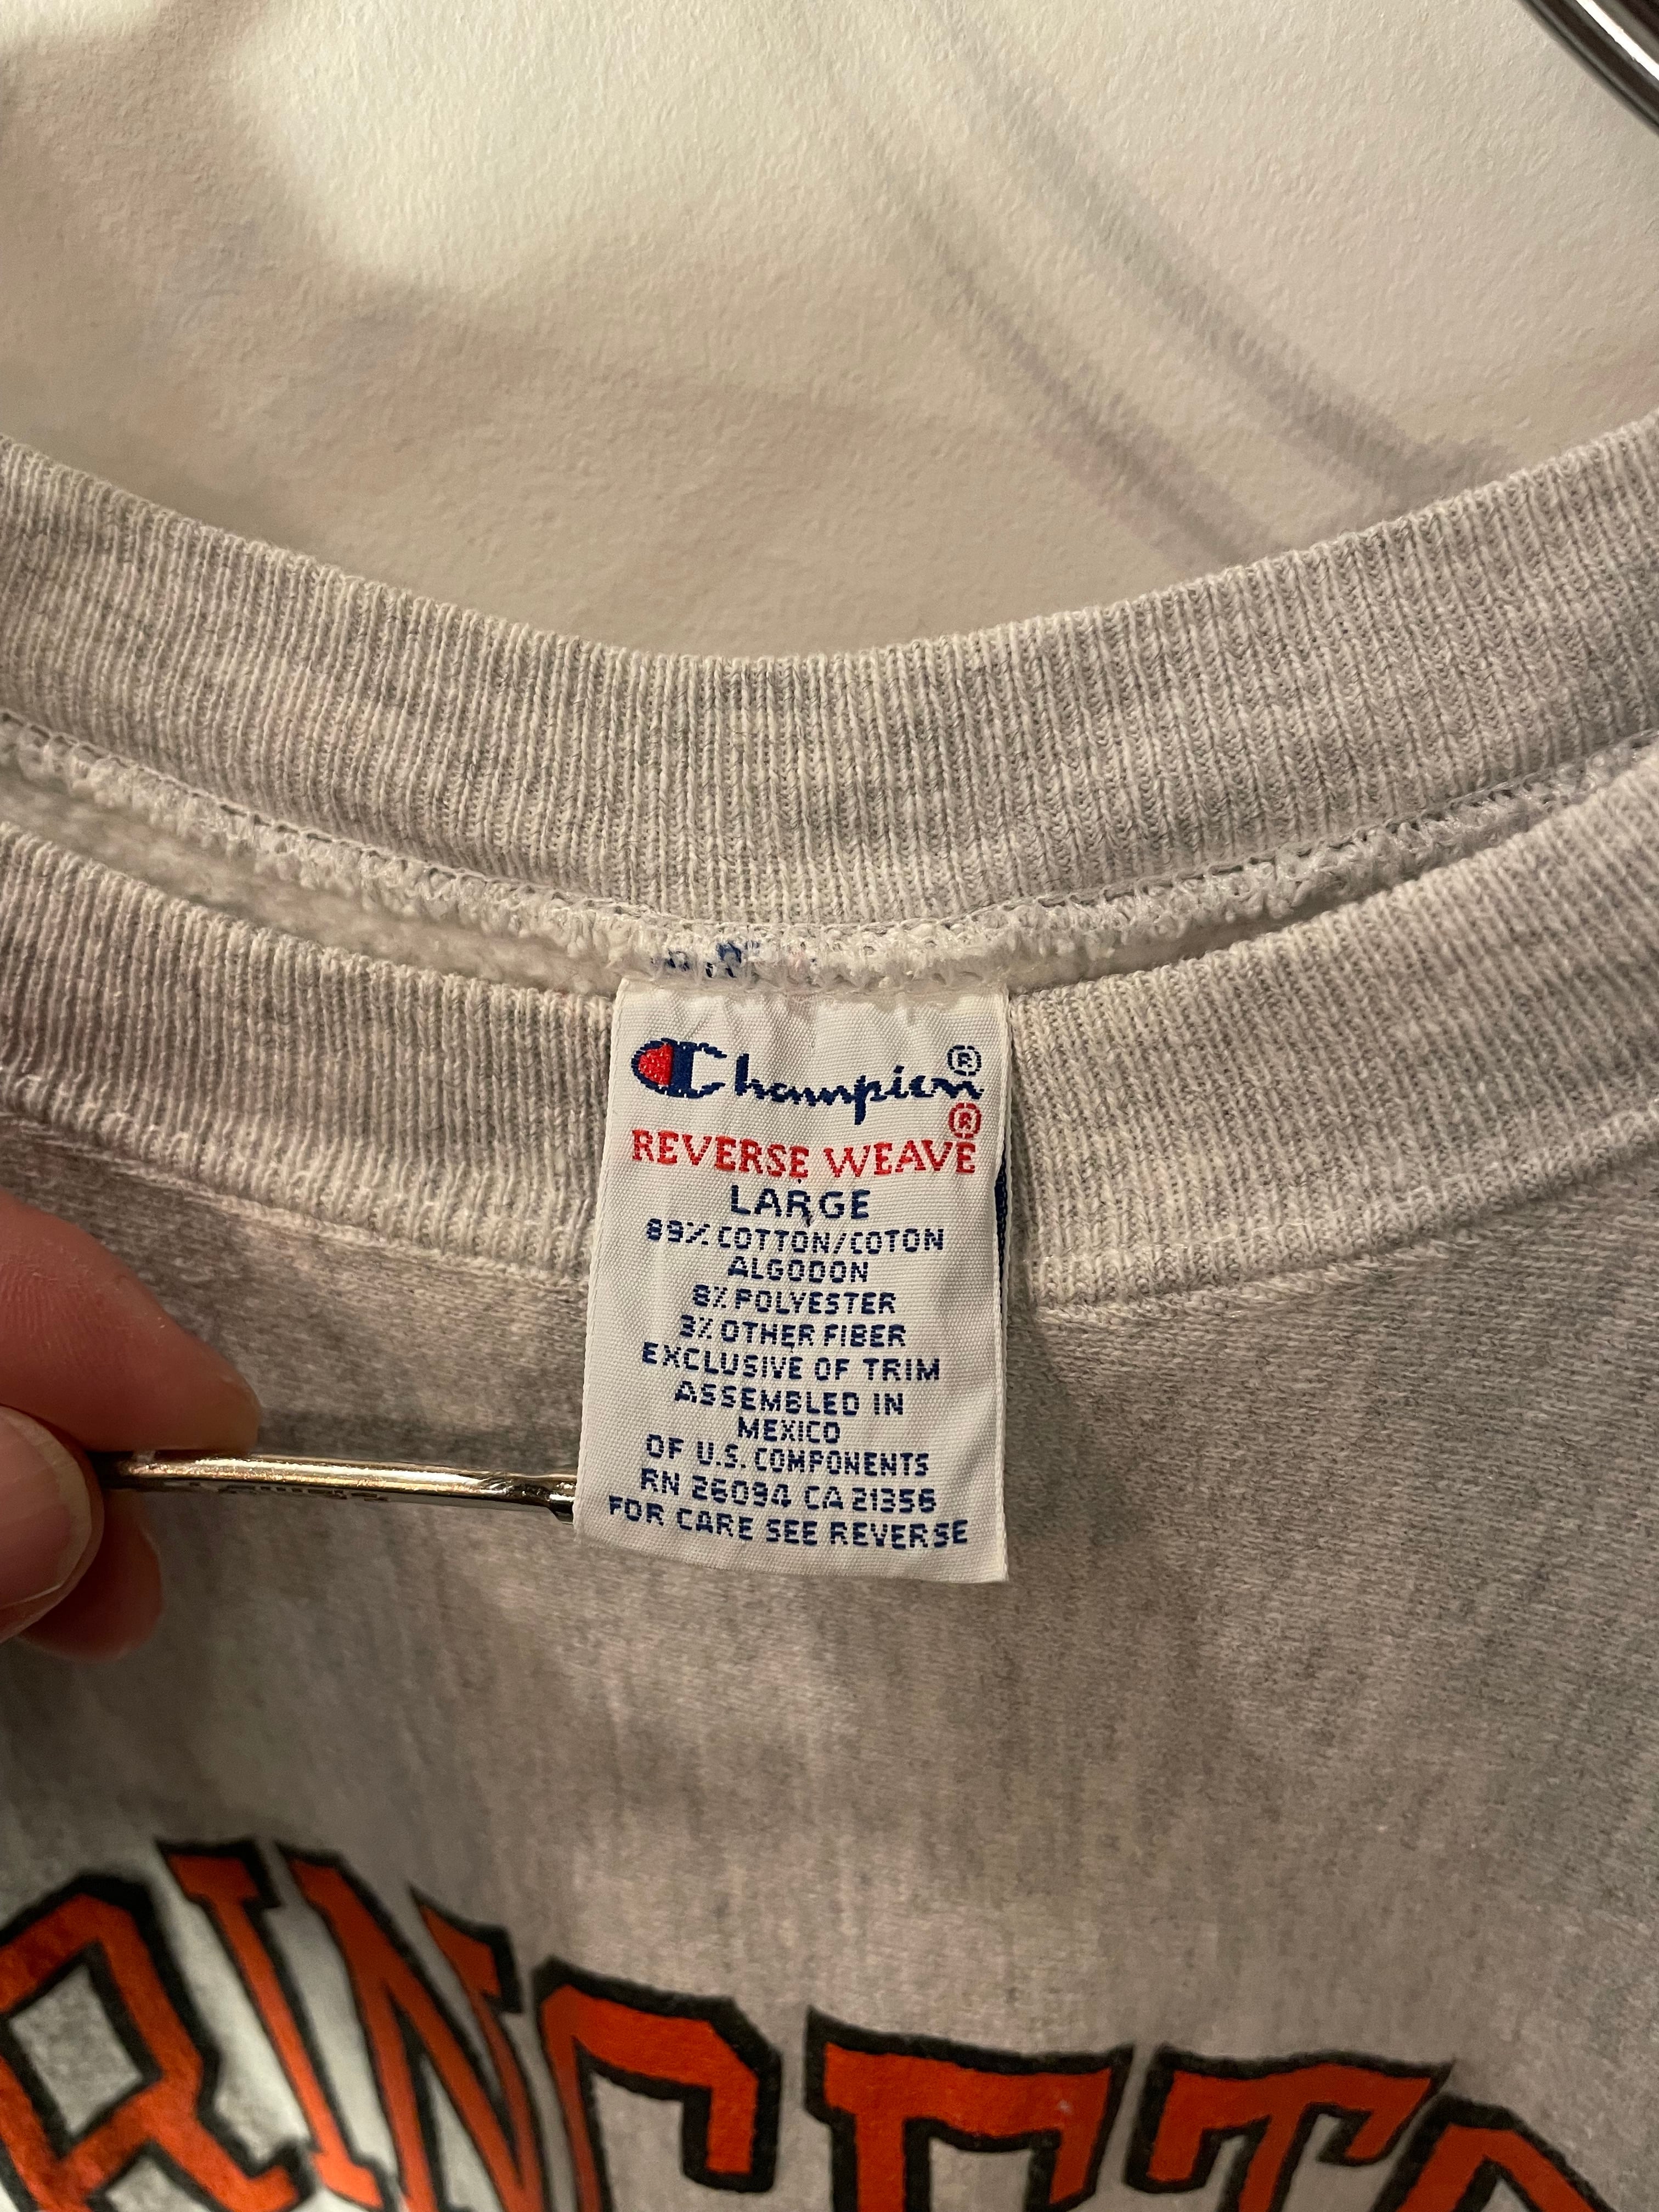 Champion®
REVERSE WEAVE®
LARGE
89% COTTON/COTON
ALGODON
8% POLYESTER
3% OTHER FIBER
EXCLUSIVE OF TRIM
ASSEMBLED IN
MEXICO
OF U.S. COMPONENTS
RN 26094 CA 21356
FOR CARE SEE REVERSE
RINCETO